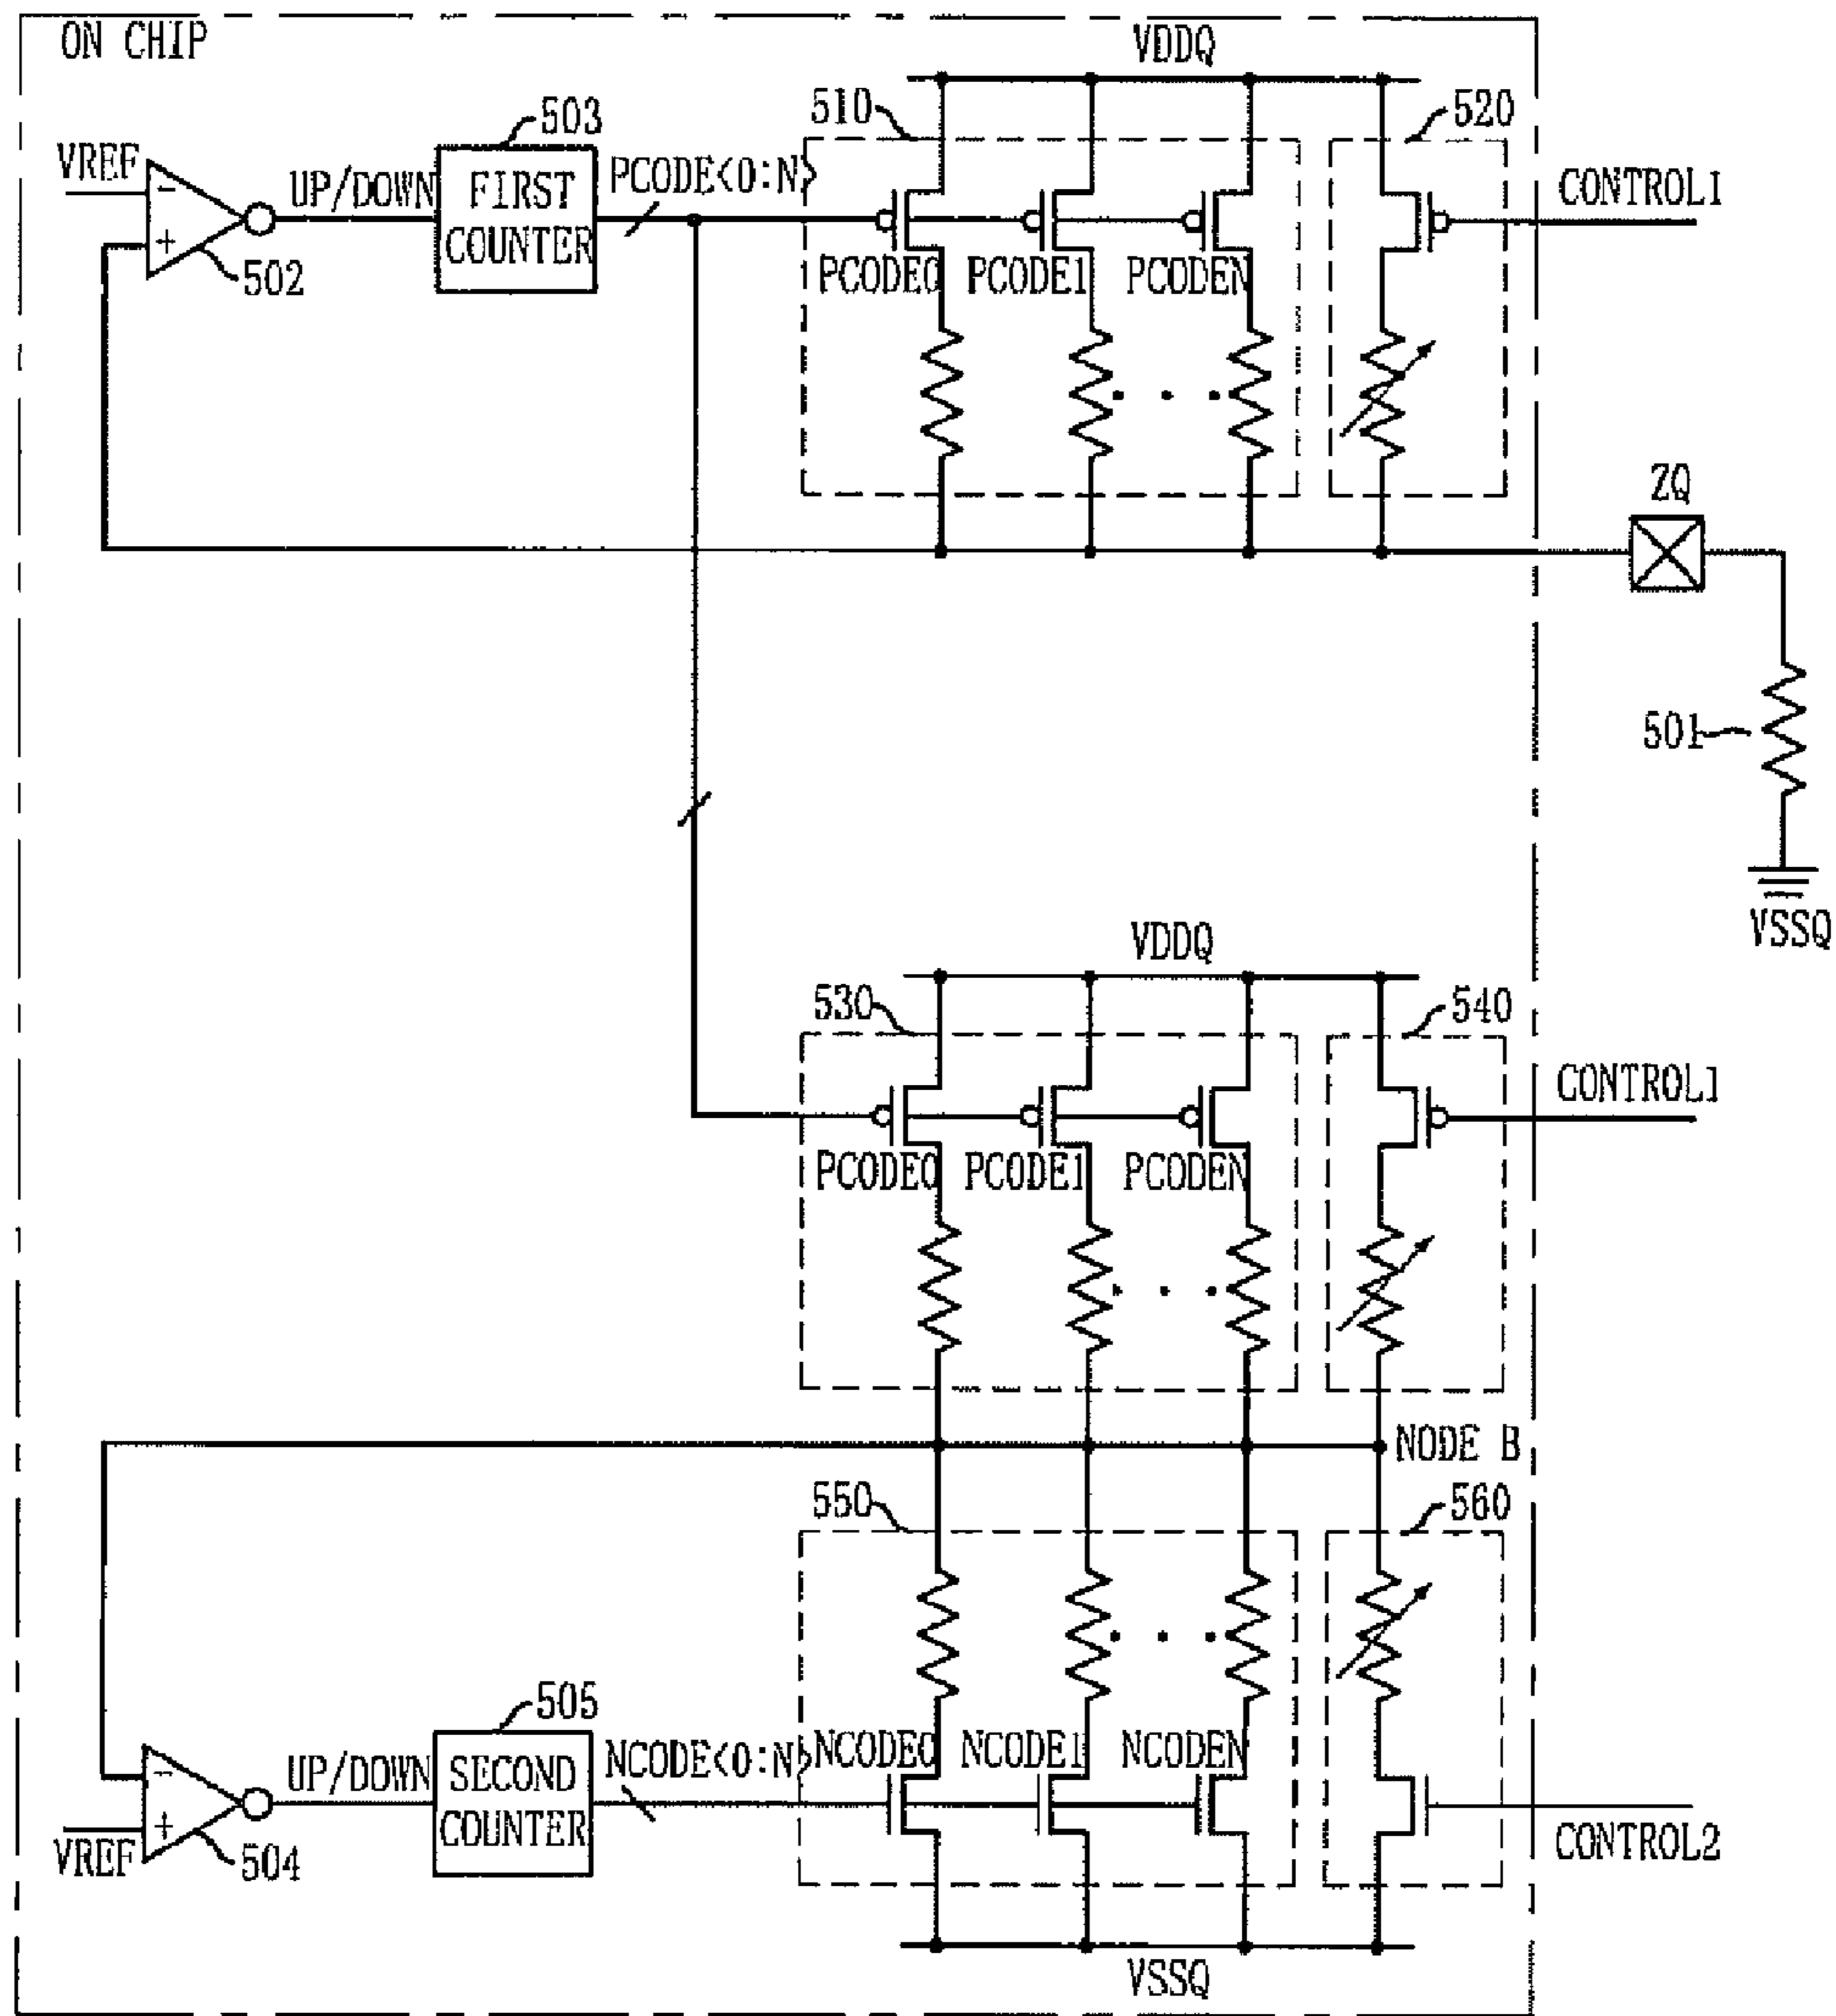 ON CHIP
VDDQ
510
520
503
VREF
UP/DOWN
FIRST
COUNTER
PCODE<0:N>
CONTROL1
-
+
502
PCODE0
PCODE1
PCODEN
. . .
ZQ
501
VSSQ
VDDQ
530
540
CONTROL1
PCODE0
PCODE1
PCODEN
. . .
NODE B
550
560
. . .
505
UP/DOWN
SECOND
COUNTER
NCODE<0:N>
NCODE0
NCODE1
NCODEN
-
+
VREF
504
CONTROL2
VSSQ